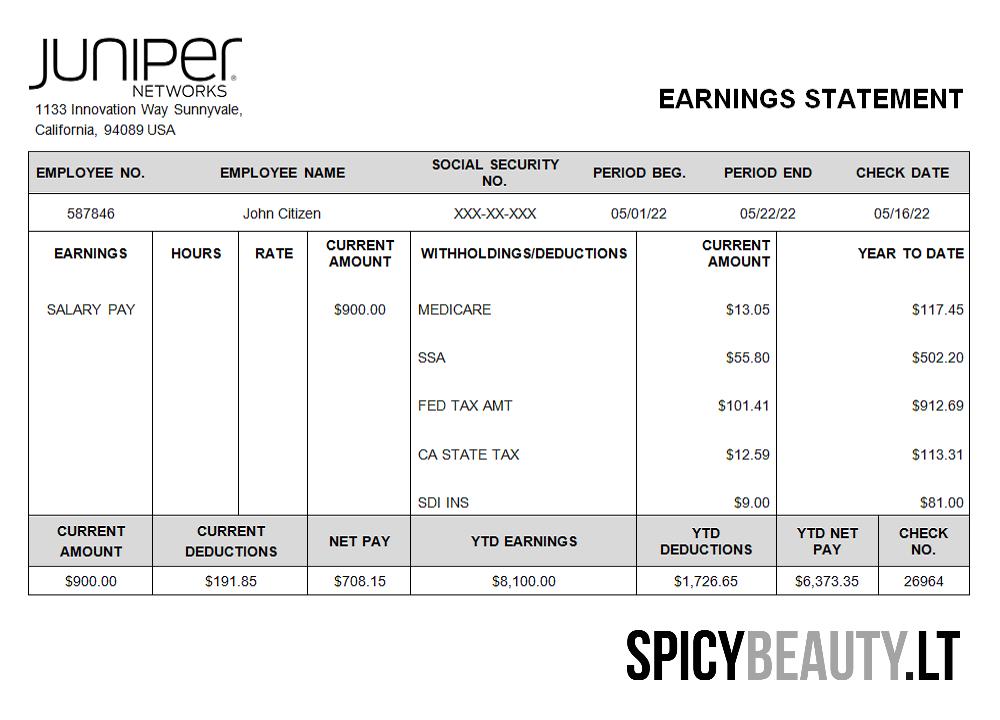 JUNIPer
NETWORKS
1133 Innovation Way Sunnyvale,
California, 94089 USA
EARNINGS STATEMENT
EMPLOYEE NO. EMPLOYEE NAME SOCIAL SECURITY NO. PERIOD BEG. PERIOD END CHECK DATE
587846 John Citizen XXX-XX-XXX 05/01/22 05/22/22 05/16/22
EARNINGS HOURS RATE CURRENT AMOUNT WITHHOLDINGS/DEDUCTIONS CURRENT AMOUNT YEAR TO DATE
SALARY PAY $900.00 MEDICARE $13.05 $117.45
SSA $55.80 $502.20
FED TAX AMT $101.41 $912.69
CA STATE TAX $12.59 $113.31
SDI INS $9.00 $81.00
CURRENT AMOUNT CURRENT DEDUCTIONS NET PAY YTD EARNINGS YTD DEDUCTIONS YTD NET PAY CHECK NO.
$900.00 $191.85 $708.15 $8,100.00 $1,726.65 $6,373.35 26964
SPICYBEAUTY.LT